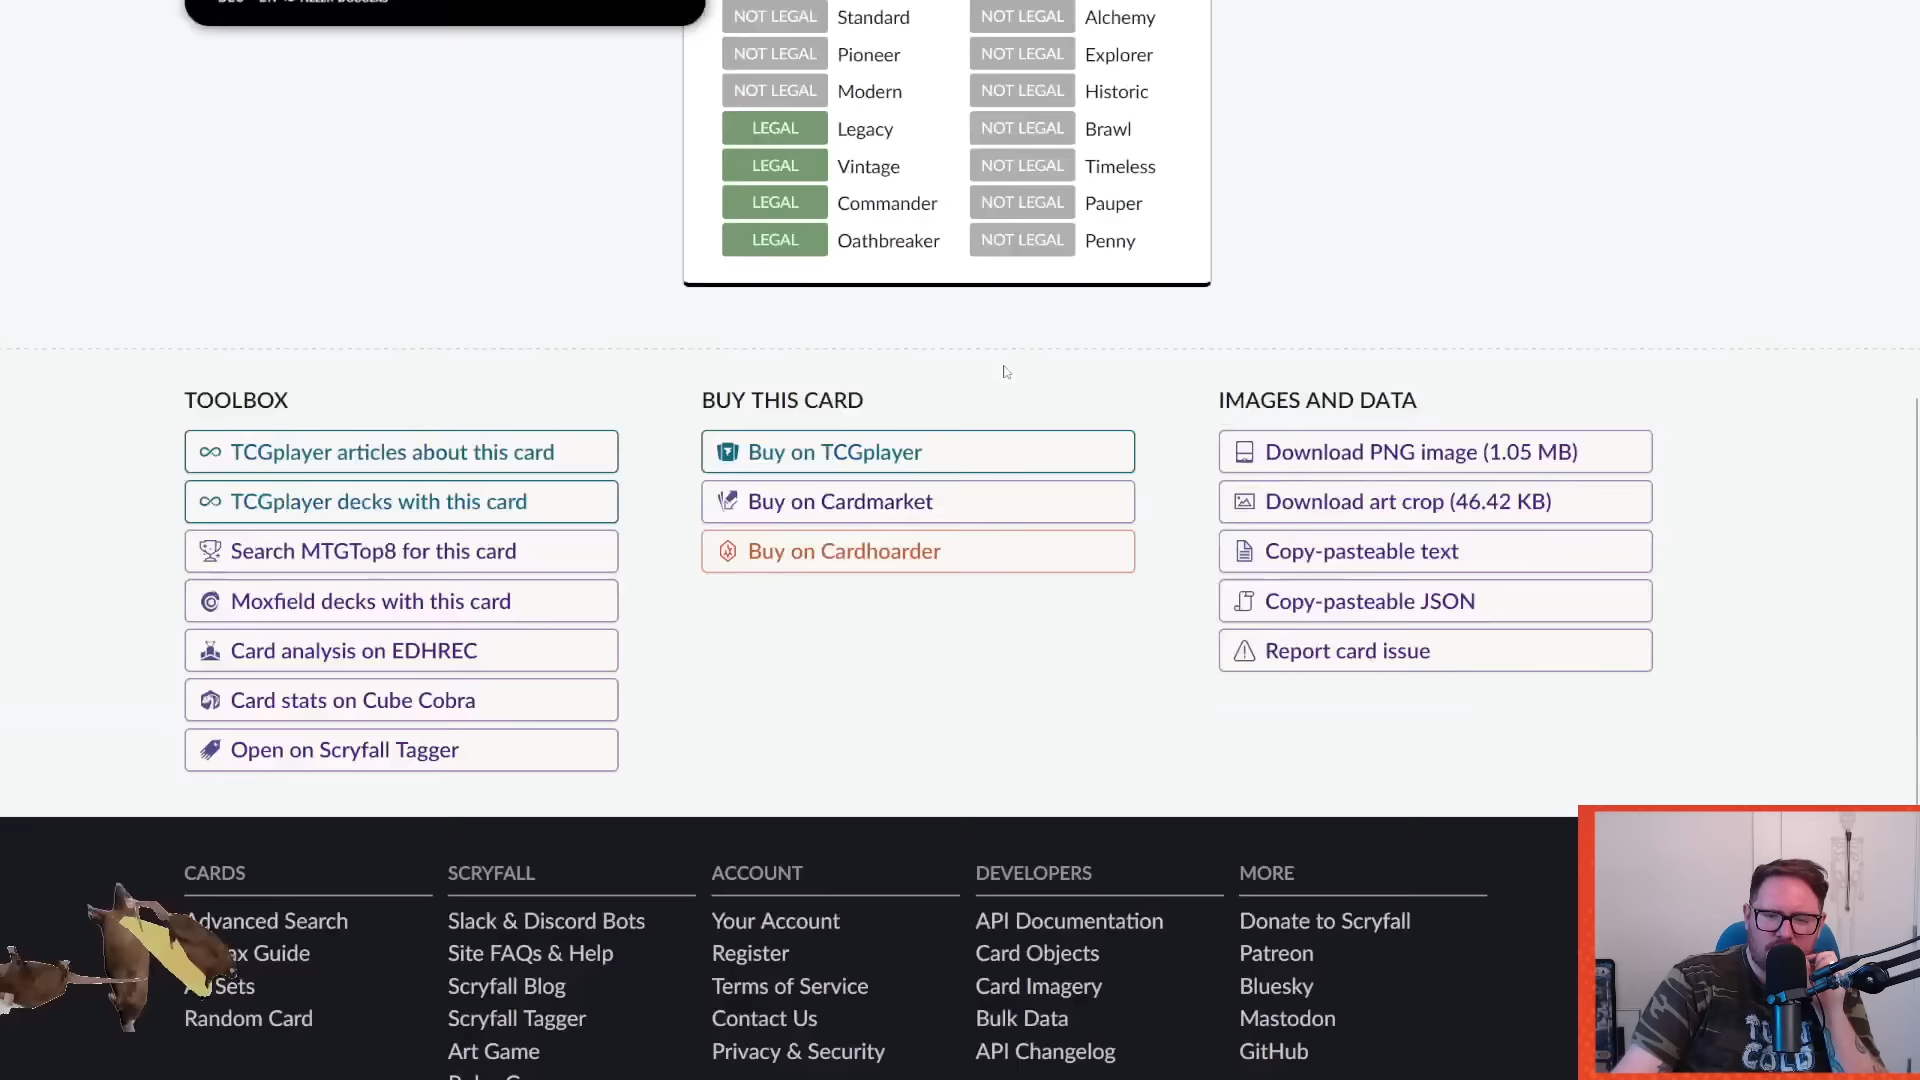 NOT LEGAL Standard NOT LEGAL Alchemy
NOT LEGAL Pioneer NOT LEGAL Explorer
NOT LEGAL Modern NOT LEGAL Historic
LEGAL Legacy NOT LEGAL Brawl
LEGAL Vintage NOT LEGAL Timeless
LEGAL Commander NOT LEGAL Pauper
LEGAL Oathbreaker NOT LEGAL Penny
TOOLBOX
TCGplayer articles about this card
TCGplayer decks with this card
Search MTGTop8 for this card
Moxfield decks with this card
Card analysis on EDHREC
Card stats on Cube Cobra
Open on Scryfall Tagger
BUY THIS CARD
Buy on TCGplayer
Buy on Cardmarket
Buy on Cardhoarder
IMAGES AND DATA
Download PNG image (1.05 MB)
Download art crop (46.42 KB)
Copy-pasteable text
Copy-pasteable JSON
Report card issue
CARDS
Advanced Search
Guide
Sets
Random Card
SCRYFALL
Slack & Discord Bots
Site FAQs & Help
Scryfall Blog
Scryfall Tagger
Art Game
ACCOUNT
Your Account
Register
Terms of Service
Contact Us
Privacy & Security
DEVELOPERS
API Documentation
Card Objects
Card Imagery
Bulk Data
API Changelog
MORE
Donate to Scryfall
Patreon
Bluesky
Mastodon
GitHub
COLD